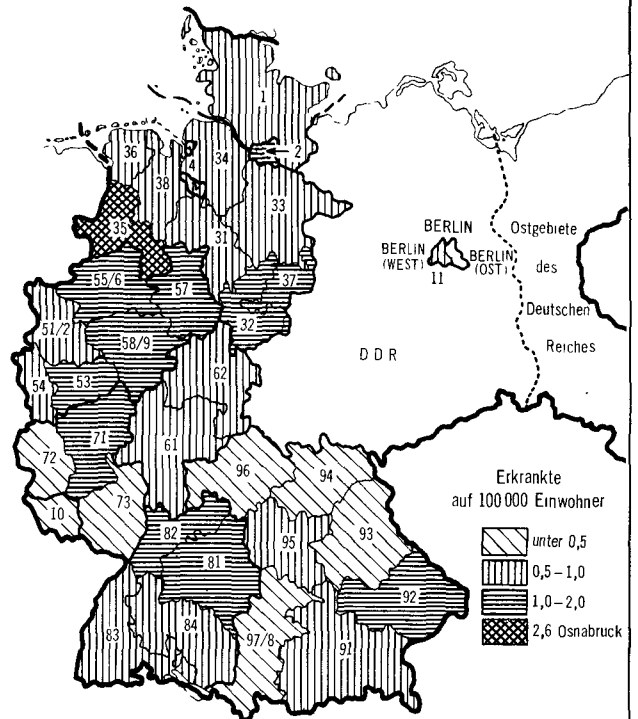 1
2
36
4
34
38
33
35
31
BERLIN
BERLIN
(WEST)
BERLIN
(OST)
11
Ostgebiete
des
Deutschen
Reiches
55/6
57
37
51/2
58/9
32
DDR
54
53
62
71
61
72
96
94
10
73
93
82
95
81
92
83
84
97/8
91
Erkrankte
auf 100 000 Einwohner
unter 0,5
0,5-1,0
1,0-2,0
2,6 Osnabruck